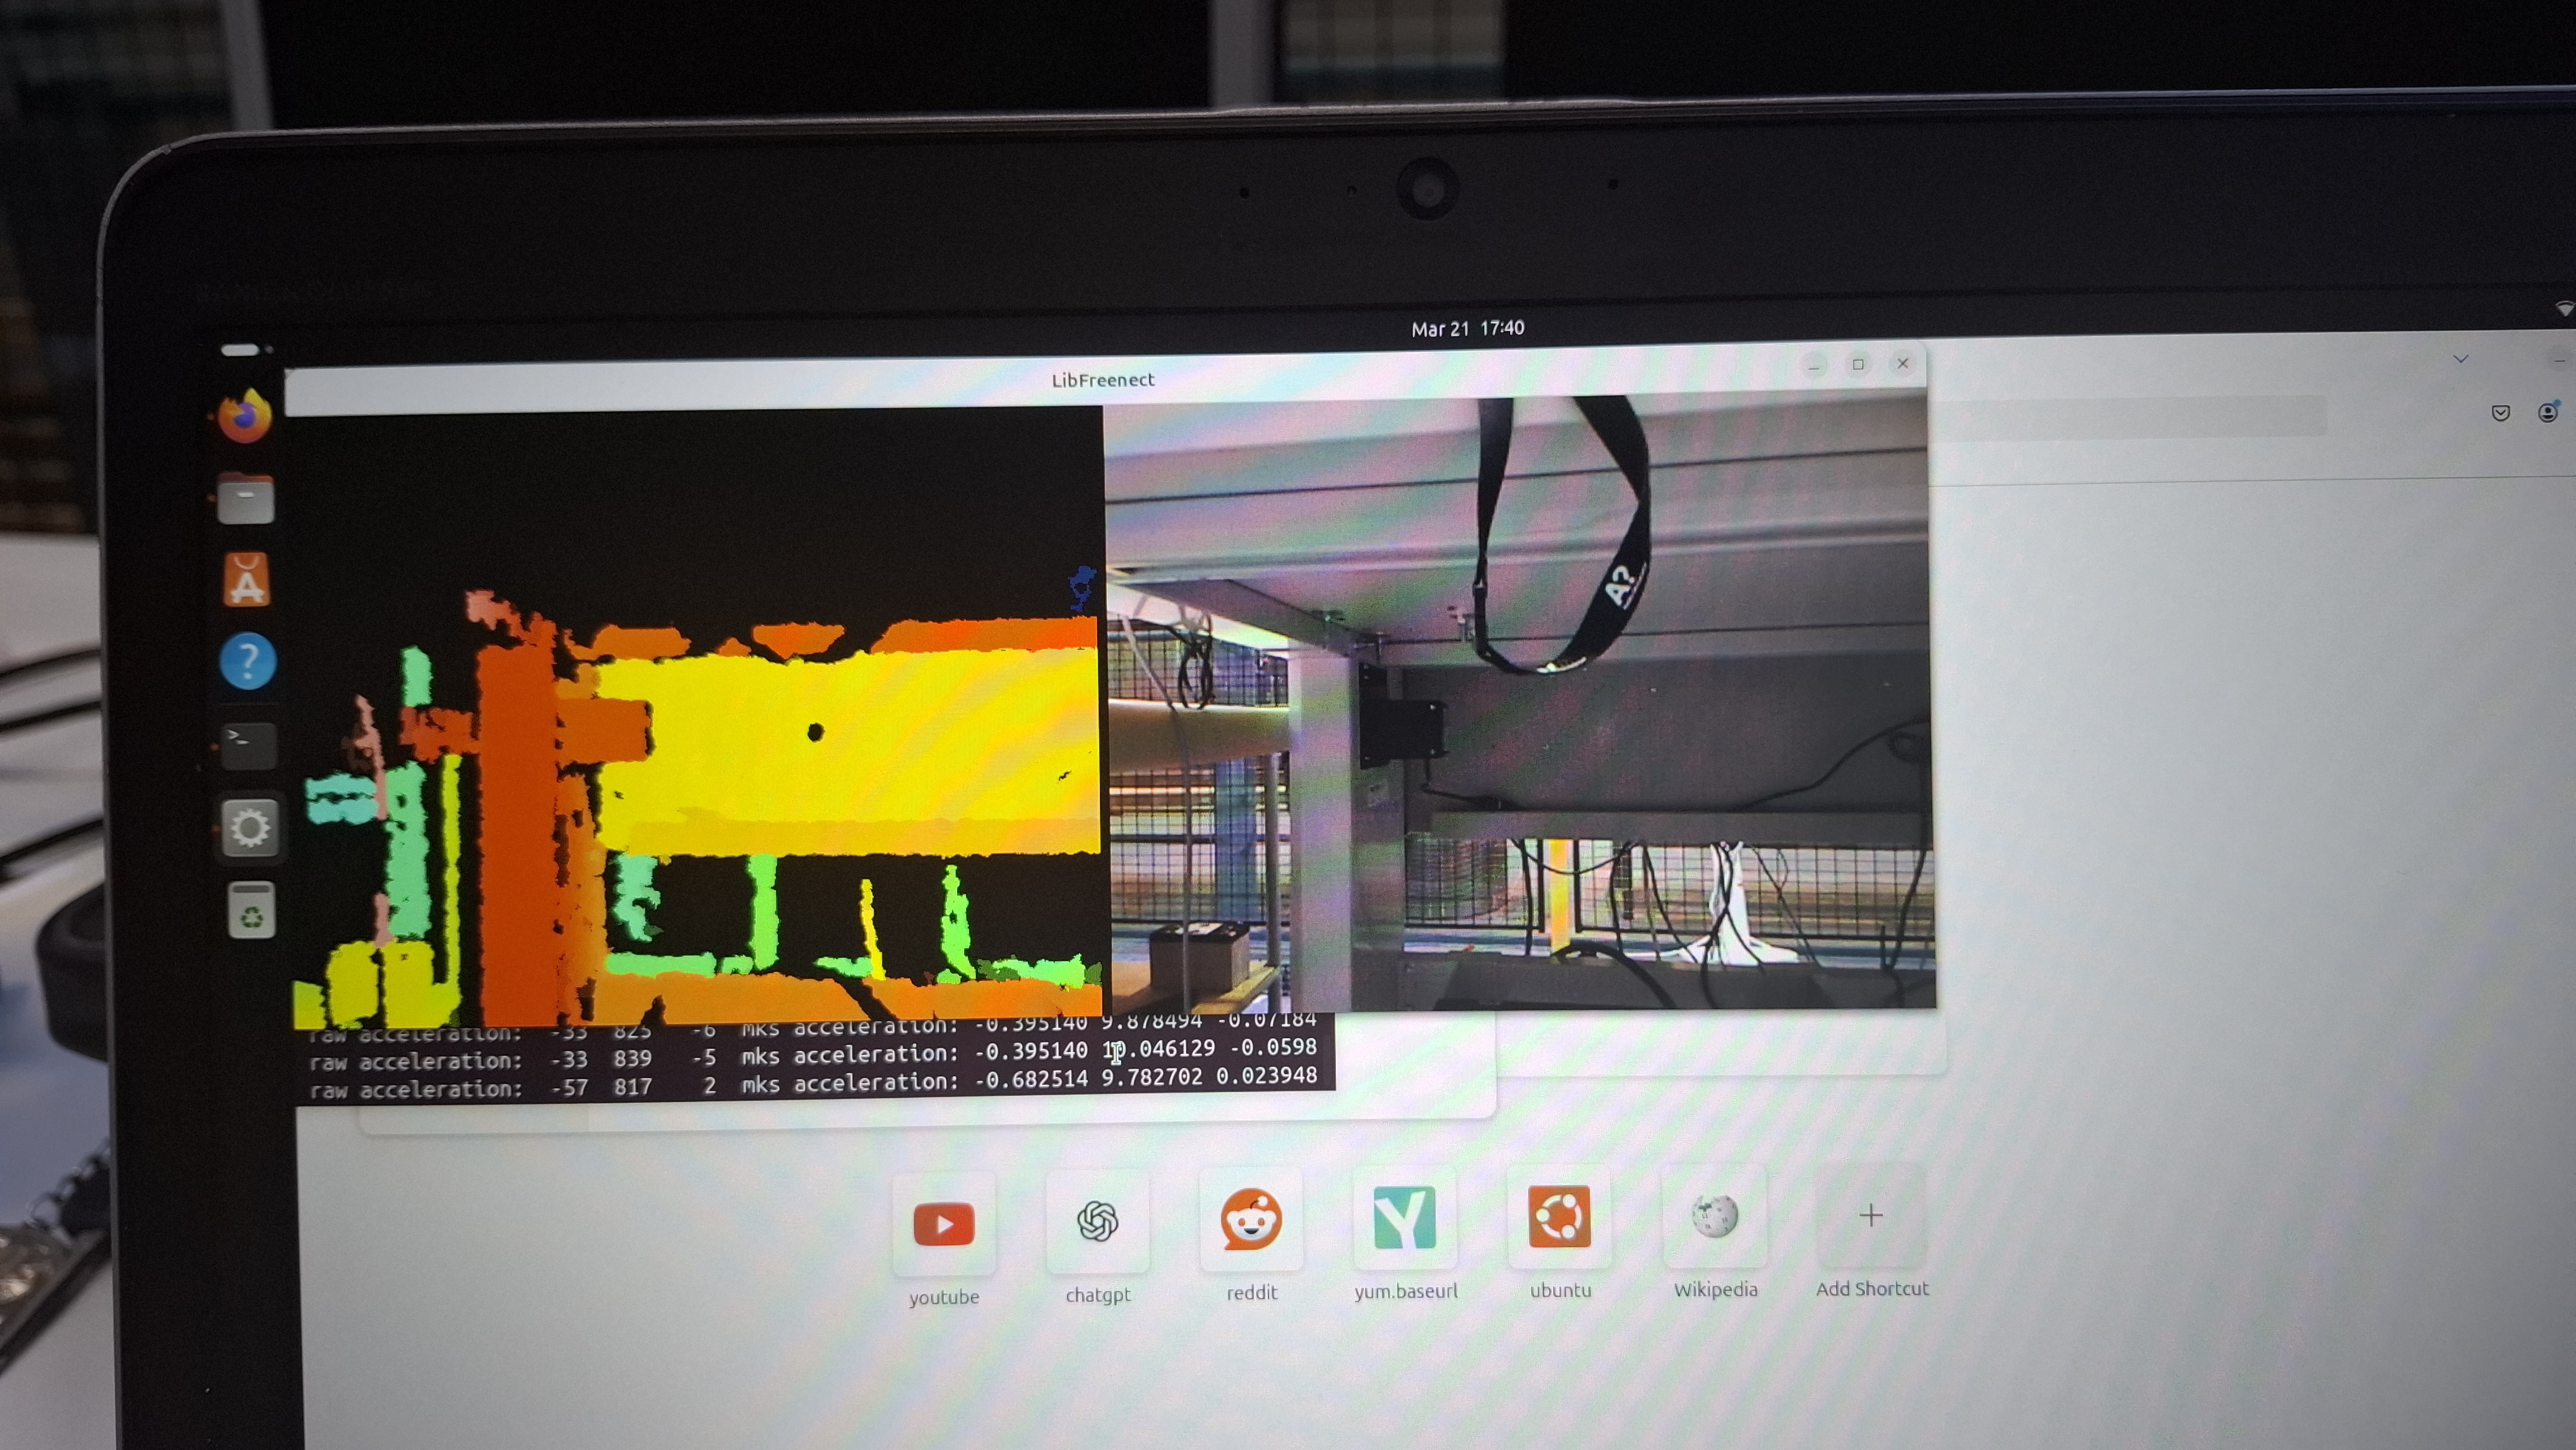 Mar 21 17:40
LibFreenect
A?
raw acceleration: -33 825 -6 mks acceleration: -0.395140 9.878494 -0.07184
raw acceleration: -33 839 -5 mks acceleration: -0.395140 10.046129 -0.0598
raw acceleration: -57 817 2 mks acceleration: -0.682514 9.782702 0.023948
youtube
chatgpt
reddit
yum.baseurl
ubuntu
Wikipedia
Add Shortcut